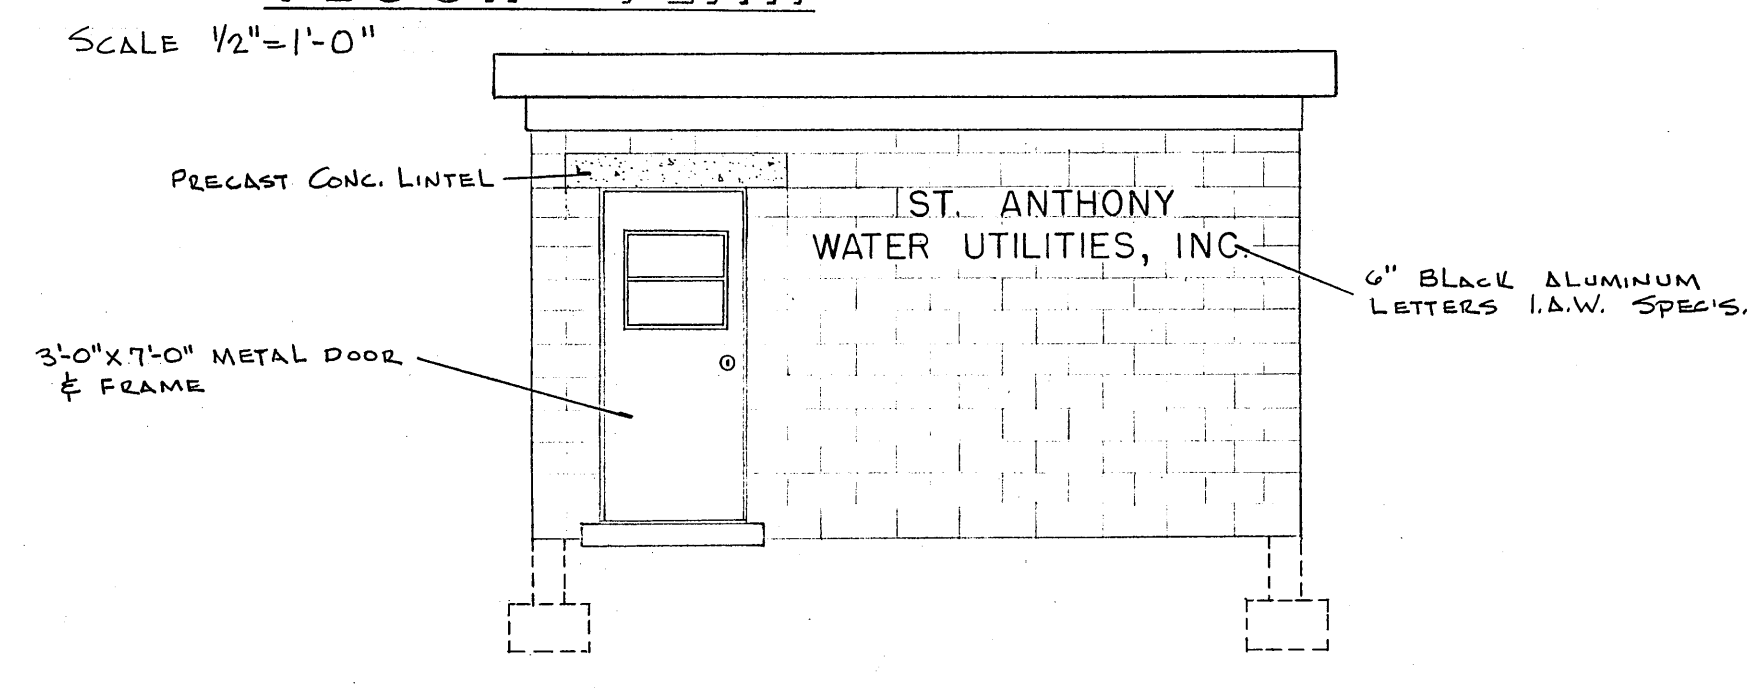 SCALE 1/2"=1'-0"
PRECAST CONC. LINTEL
ST. ANTHONY
WATER UTILITIES, INC.
6" BLACK ALUMINUM
LETTERS I.A.W. SPEC'S.
3'-0"X7'-0" METAL DOOR
& FRAME